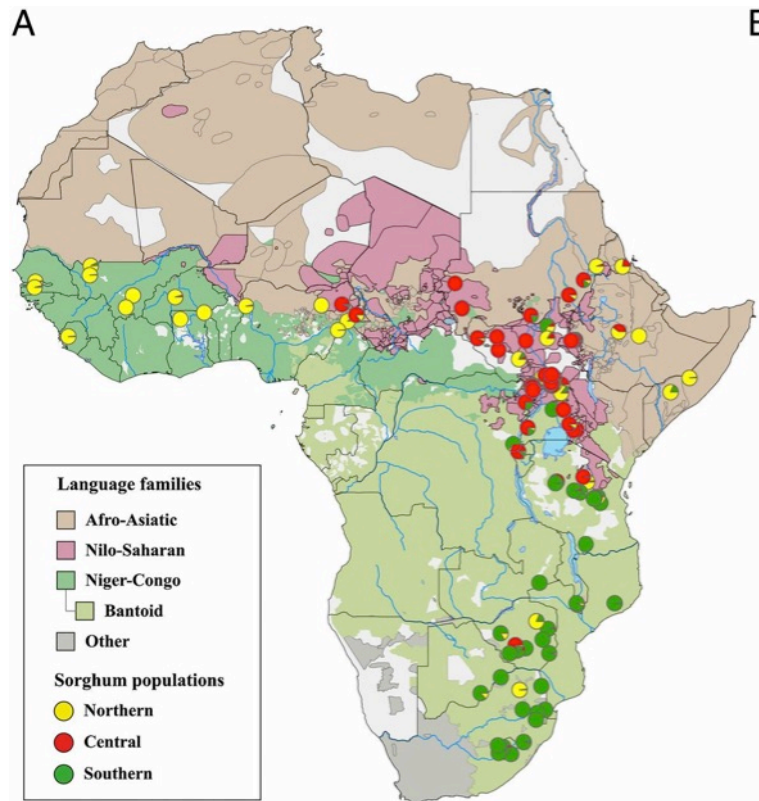 A
Language families
Afro-Asiatic
Nilo-Saharan
Niger-Congo
Bantoid
Other
Sorghum populations
Northern
Central
Southern